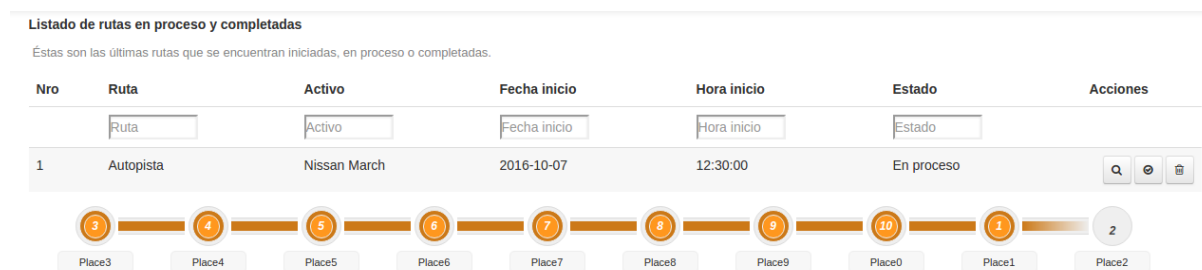 Listado de rutas en proceso y completadas
Éstas son las últimas rutas que se encuentran iniciadas, en proceso o completadas.
Nro Ruta Activo Fecha inicio Hora inicio Estado Acciones
Ruta Activo Fecha inicio Hora inicio Estado
1 Autopista Nissan March 2016-10-07 12:30:00 En proceso
3 4 5 6 7 8 9 10 1 2
Place3 Place4 Place5 Place6 Place7 Place8 Place9 Place0 Place1 Place2